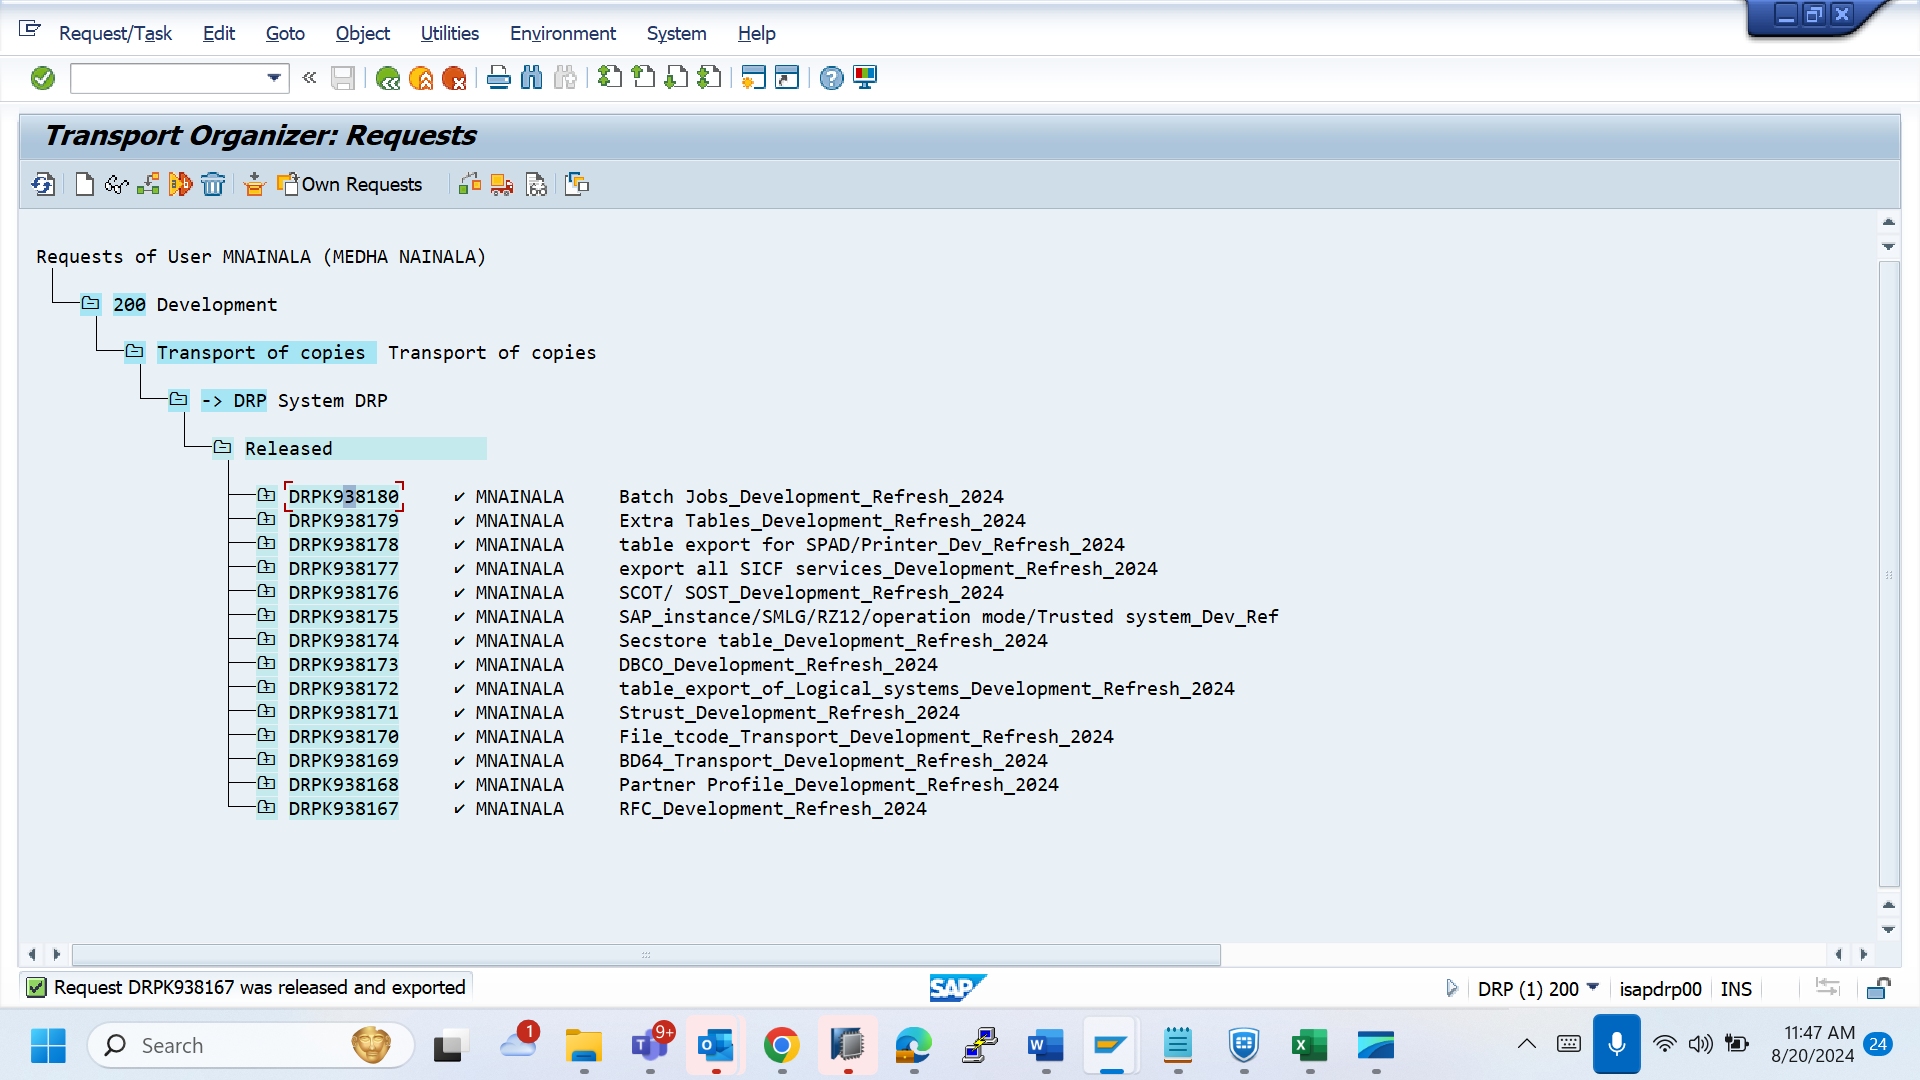 Request/Task Edit Goto Object Utilities Environment System Help
Transport Organizer: Requests
Own Requests
Requests of User MNAINALA (MEDHA NAINALA)
200 Development
Transport of copies Transport of copies
-> DRP System DRP
Released
DRPK938180 ✔ MNAINALA Batch Jobs_Development_Refresh_2024
DRPK938179 ✔ MNAINALA Extra Tables_Development_Refresh_2024
DRPK938178 ✔ MNAINALA table export for SPAD/Printer_Dev_Refresh_2024
DRPK938177 ✔ MNAINALA export all SICF services_Development_Refresh_2024
DRPK938176 ✔ MNAINALA SCOT/ SOST_Development_Refresh_2024
DRPK938175 ✔ MNAINALA SAP_instance/SMLG/RZ12/operation mode/Trusted system_Dev_Ref
DRPK938174 ✔ MNAINALA Secstore table_Development_Refresh_2024
DRPK938173 ✔ MNAINALA DBCO_Development_Refresh_2024
DRPK938172 ✔ MNAINALA table_export_of_Logical_systems_Development_Refresh_2024
DRPK938171 ✔ MNAINALA Strust_Development_Refresh_2024
DRPK938170 ✔ MNAINALA File_tcode_Transport_Development_Refresh_2024
DRPK938169 ✔ MNAINALA BD64_Transport_Development_Refresh_2024
DRPK938168 ✔ MNAINALA Partner Profile_Development_Refresh_2024
DRPK938167 ✔ MNAINALA RFC_Development_Refresh_2024
Request DRPK938167 was released and exported SAP DRP (1) 200 isapdrp00 INS
Search 1 9+ 11:47 AM
8/20/2024 24